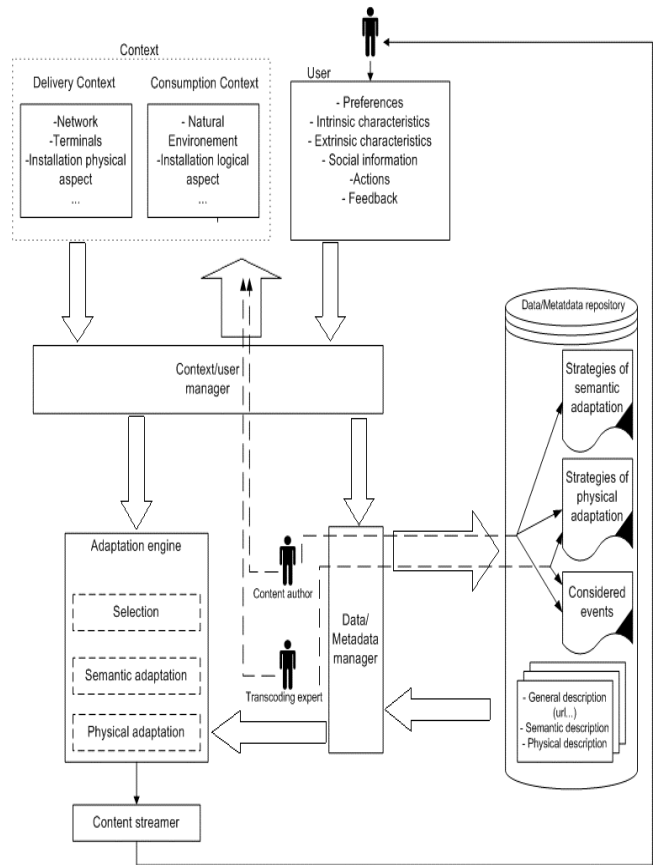 Context
Delivery Context
-Network
-Terminals
-Installation physical
aspect
...
Consumption Context
- Natural
Environement
-Installation logical
aspect
...
User
- Preferences
- Intrinsic characteristics
- Extrinsic characteristics
- Social information
-Actions
- Feedback
Context/user
manager
Data/Metatdata repository
Strategies of
semantic
adaptation
Strategies of
physical
adaptation
Considered
events
- General description
(url...)
- Semantic description
- Physical description
Adaptation engine
Selection
Semantic adaptation
Physical adaptation
Content author
Transcoding expert
Data/
Metadata
manager
Content streamer